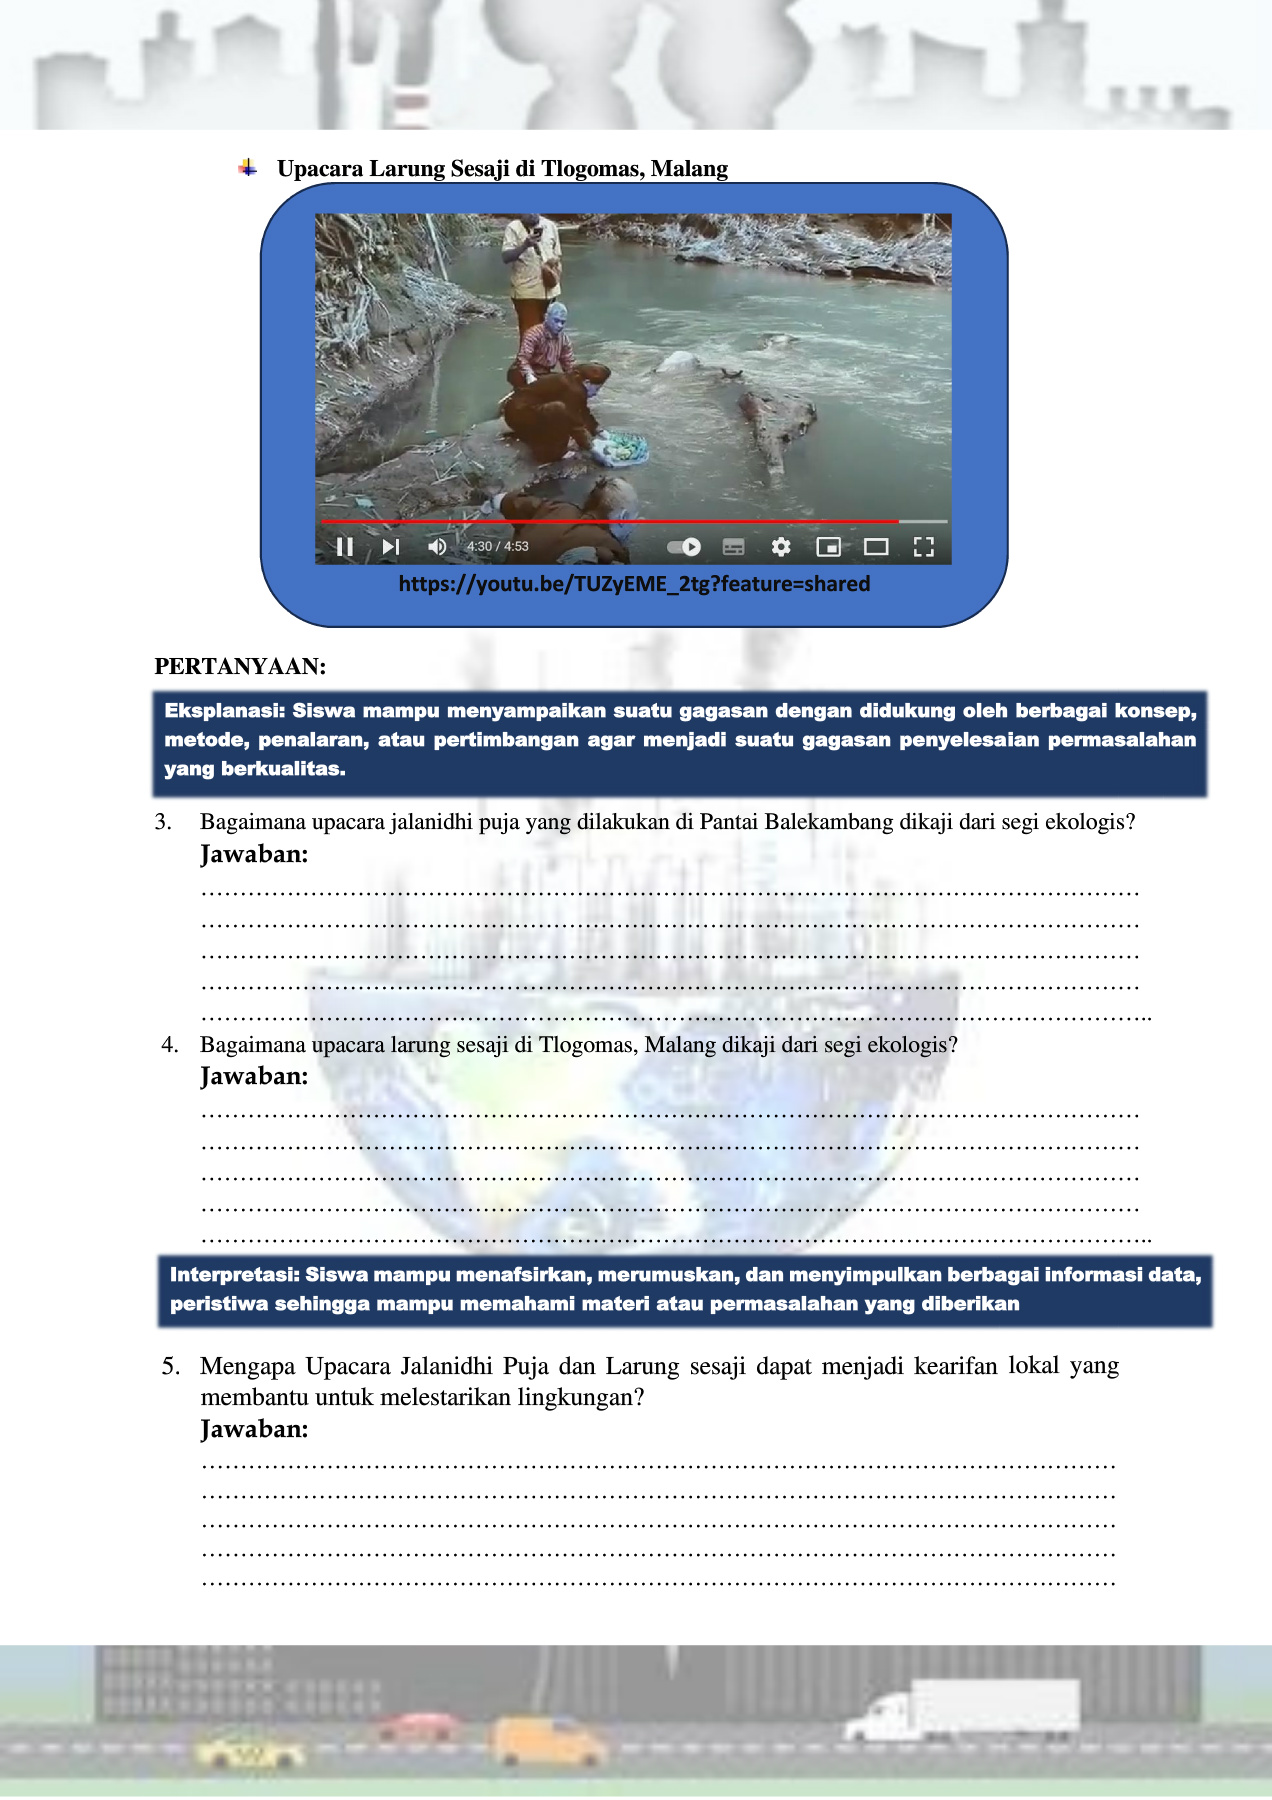 Upacara Larung Sesaji di Tlogomas, Malang
4:30 / 4:53
https://youtu.be/TUZyEME_2tg?feature=shared
PERTANYAAN:
Eksplanasi: Siswa mampu menyampaikan suatu gagasan dengan didukung oleh berbagai konsep,
metode, penalaran, atau pertimbangan agar menjadi suatu gagasan penyelesaian permasalahan
yang berkualitas.
3. Bagaimana upacara jalanidhi puja yang dilakukan di Pantai Balekambang dikaji dari segi ekologis?
Jawaban:
……………………………………………………………………………………………………………
……………………………………………………………………………………………………………
……………………………………………………………………………………………………………
……………………………………………………………………………………………………………
……………………………………………………………………………………………………………..
4. Bagaimana upacara larung sesaji di Tlogomas, Malang dikaji dari segi ekologis?
Jawaban:
……………………………………………………………………………………………………………
……………………………………………………………………………………………………………
……………………………………………………………………………………………………………
……………………………………………………………………………………………………………
……………………………………………………………………………………………………………..
Interpretasi: Siswa mampu menafsirkan, merumuskan, dan menyimpulkan berbagai informasi data,
peristiwa sehingga mampu memahami materi atau permasalahan yang diberikan
5. Mengapa Upacara Jalanidhi Puja dan Larung sesaji dapat menjadi kearifan lokal yang
membantu untuk melestarikan lingkungan?
Jawaban:
…………………………………………………………………………………………………………
…………………………………………………………………………………………………………
…………………………………………………………………………………………………………
…………………………………………………………………………………………………………
…………………………………………………………………………………………………………